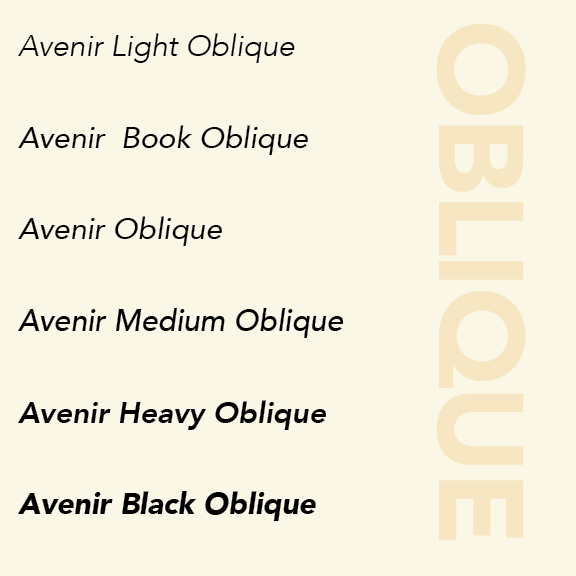 Avenir Light Oblique
Avenir  Book Oblique
Avenir Oblique
Avenir Medium Oblique
Avenir Heavy Oblique
Avenir Black Oblique
OBLIQUE